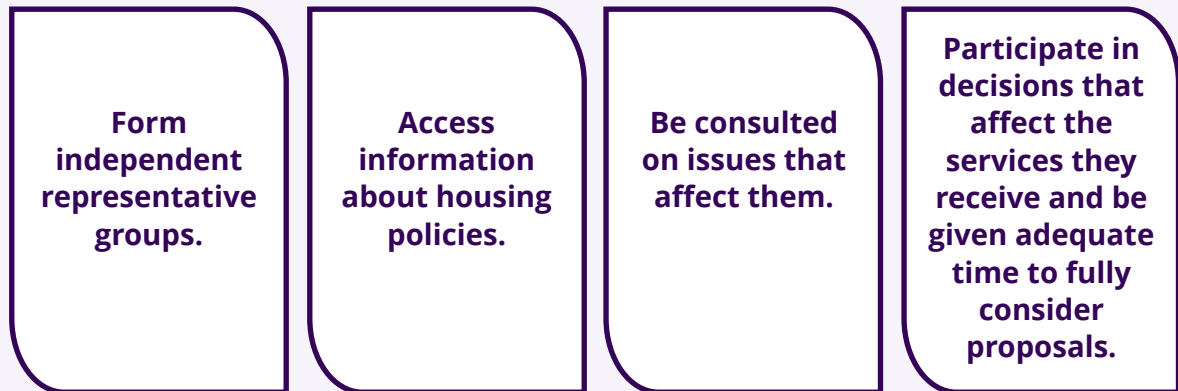 Form
independent
representative
groups.
Access
information
about housing
policies.
Be consulted
on issues that
affect them.
Participate in
decisions that
affect the
services they
receive and be
given adequate
time to fully
consider
proposals.